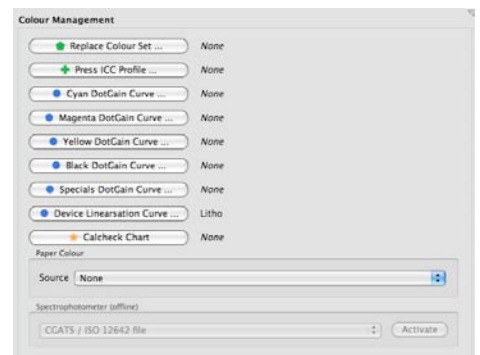 Colour Management
Replace Colour Set ... None
Press ICC Profile ... None
Cyan DotGain Curve ... None
Magenta DotGain Curve ... None
Yellow DotGain Curve ... None
Black DotGain Curve ... None
Specials DotGain Curve ... None
Device Linearsation Curve ... Litho
Calcheck Chart None
Paper Colour
Source None
Spectrophotometer (offline)
CGATS / ISO 12642 file Activate